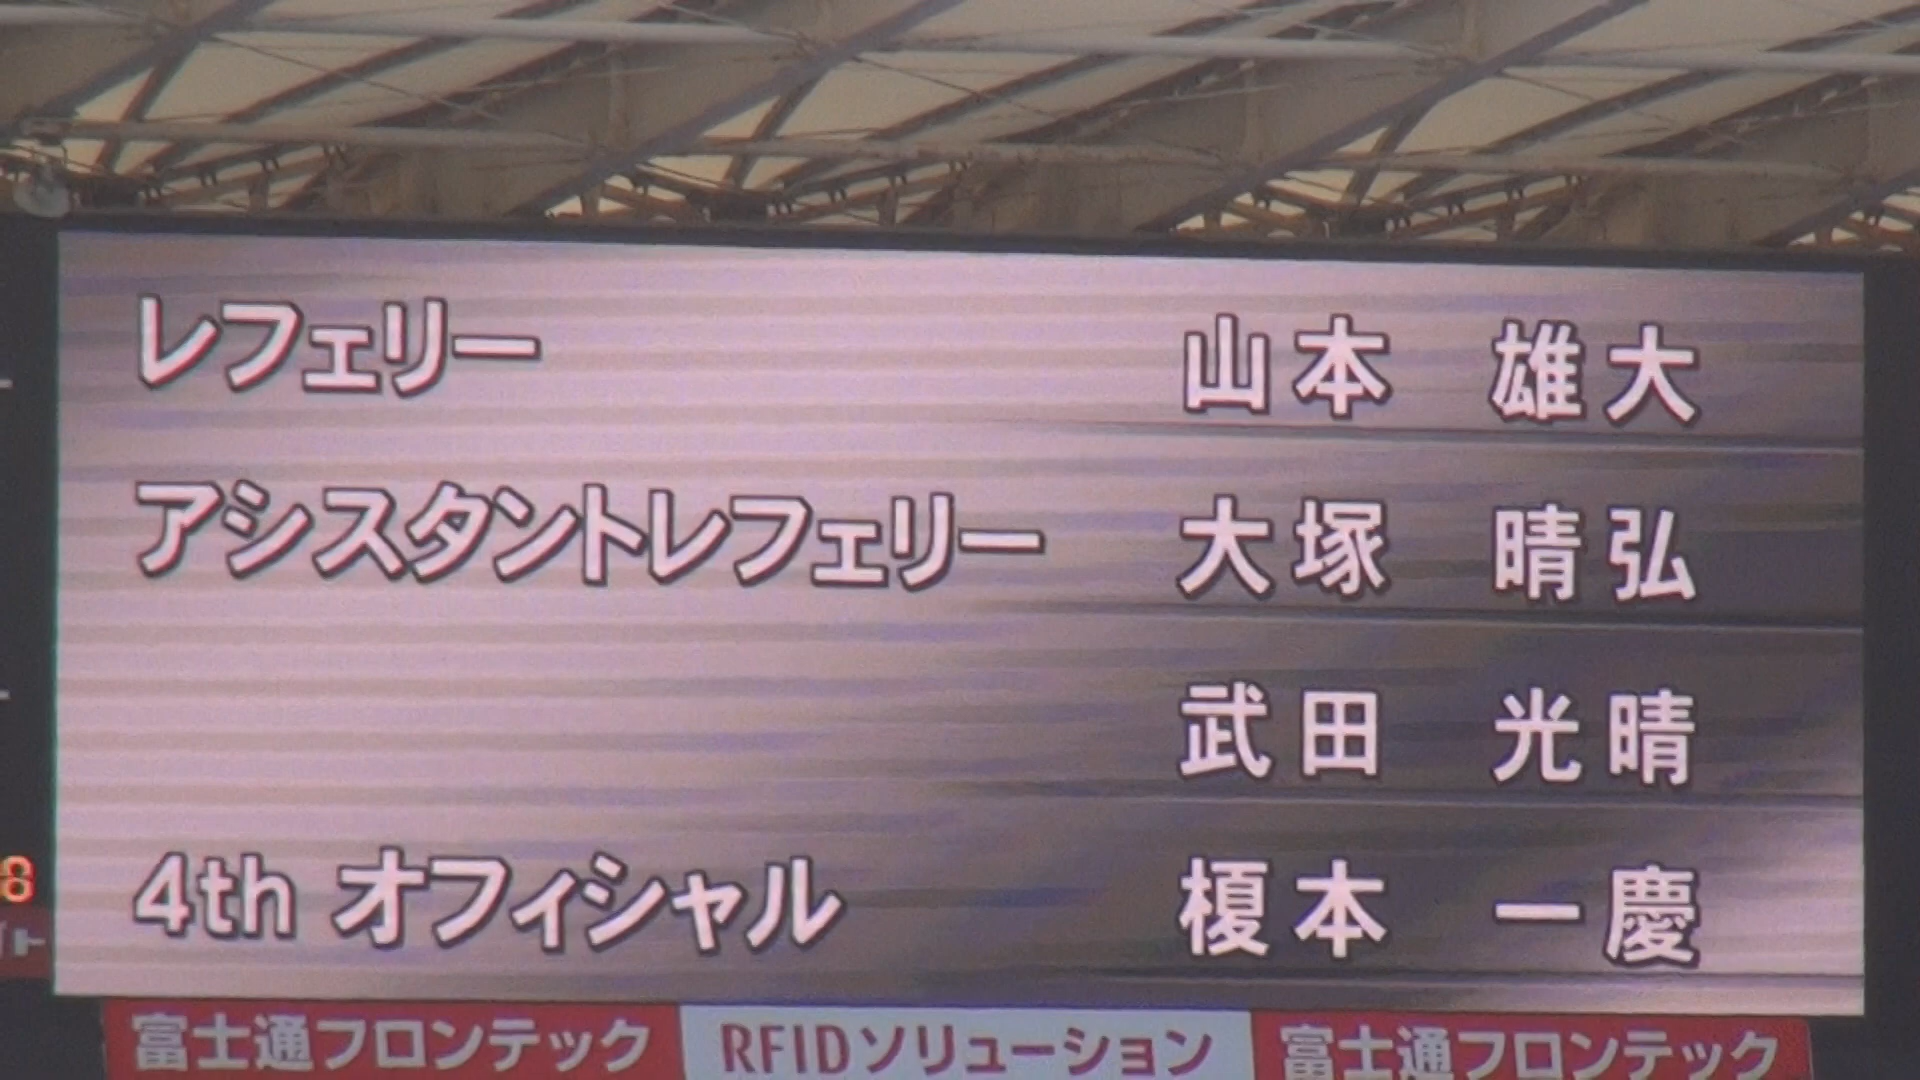 レフェリー 山本 雄大
アシスタントレフェリー 大塚 晴弘
武田 光晴
4th オフィシャル 榎本 一慶
8
富士通フロンテック RFIDソリューション 富士通フロンテック